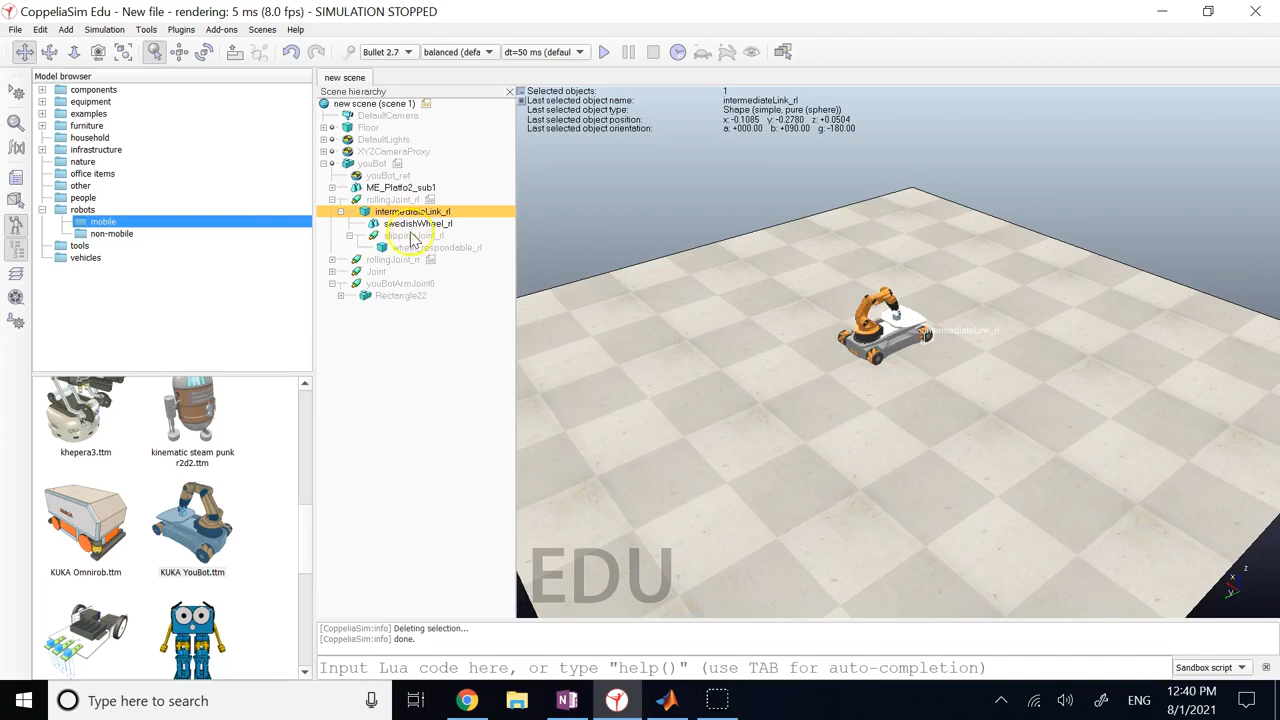 CoppeliaSim Edu - New file - rendering: 5 ms (8.0 fps) - SIMULATION STOPPED
File Edit Add Simulation Tools Plugins Add-ons Scenes Help
Bullet 2.7 balanced (defa dt=50 ms (defaul
Model browser
components
equipment
examples
furniture
household
infrastructure
nature
office items
other
people
robots
mobile
non-mobile
tools
vehicles
khepera3.ttm
kinematic steam punk
r2d2.ttm
KUKA Omnirob.ttm
KUKA YouBot.ttm
new scene
Scene hierarchy
new scene (scene 1)
DefaultCamera
Floor
DefaultLights
XYZCameraProxy
youBot
youBot_ref
ME_Platfo2_sub1
rollingJoint_rl
intermediateLink_rl
swedishWheel_rl
slippingJoint_rl
wheel_respondable_rl
rollingJoint_rr
Joint
youBotArmJoint0
Rectangle22
Selected objects: 1
Last selected object name: intermediateLink_rl
Last selected object type: Shape (simple, pure (sphere))
Last selected object position: x: -0.1885 y: -0.2780 z: +0.0504
Last selected object orientation: a: +000.00 b: +090.00 g: -180.00
intermediateLink_rl
EDU
z
x
y
[CoppeliaSim:info] Deleting selection...
[CoppeliaSim:info] done.
Input Lua code here, or type "help()" (use TAB for auto-completion)
Sandbox script
Type here to search
ENG
12:40 PM
8/1/2021